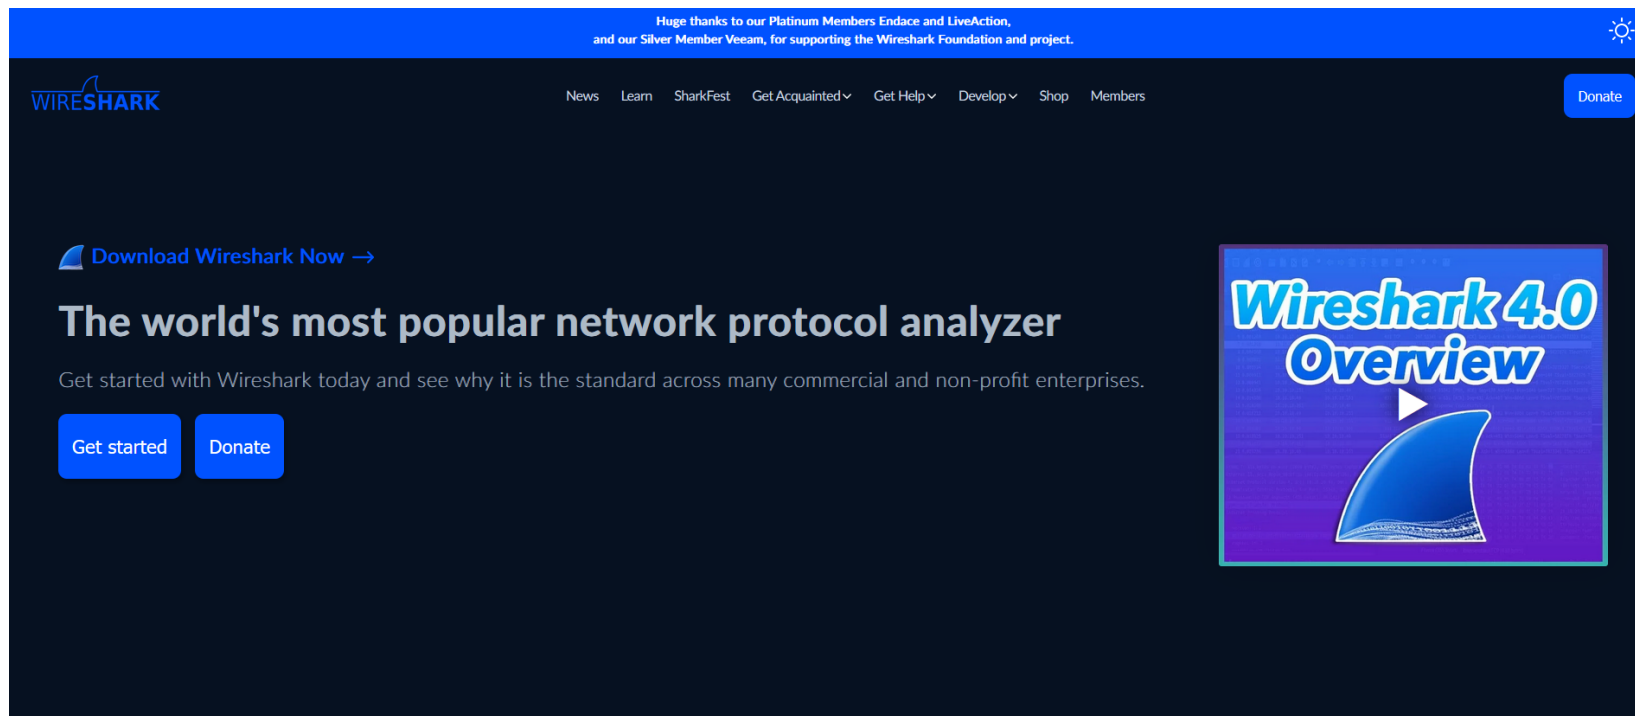 Huge thanks to our Platinum Members Endace and LiveAction,
and our Silver Member Veeam, for supporting the Wireshark Foundation and project.
WIRESHARK
News Learn SharkFest Get Acquainted Get Help Develop Shop Members
Donate
Download Wireshark Now →
The world's most popular network protocol analyzer
Get started with Wireshark today and see why it is the standard across many commercial and non-profit enterprises.
Get started Donate
Wireshark 4.0
Overview